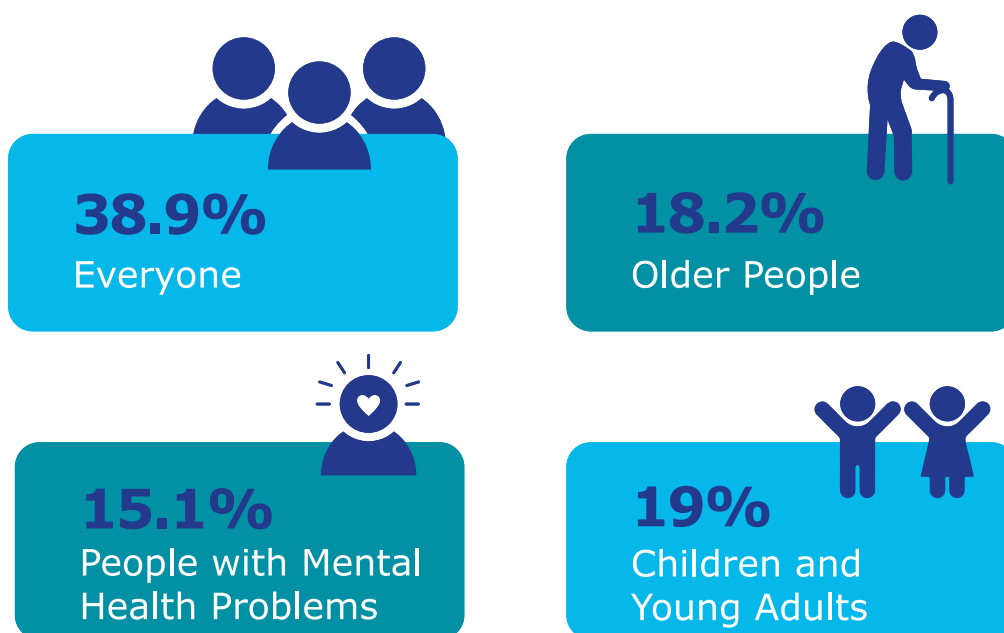 38.9%
Everyone
18.2%
Older People
15.1%
People with Mental
Health Problems
19%
Children and
Young Adults